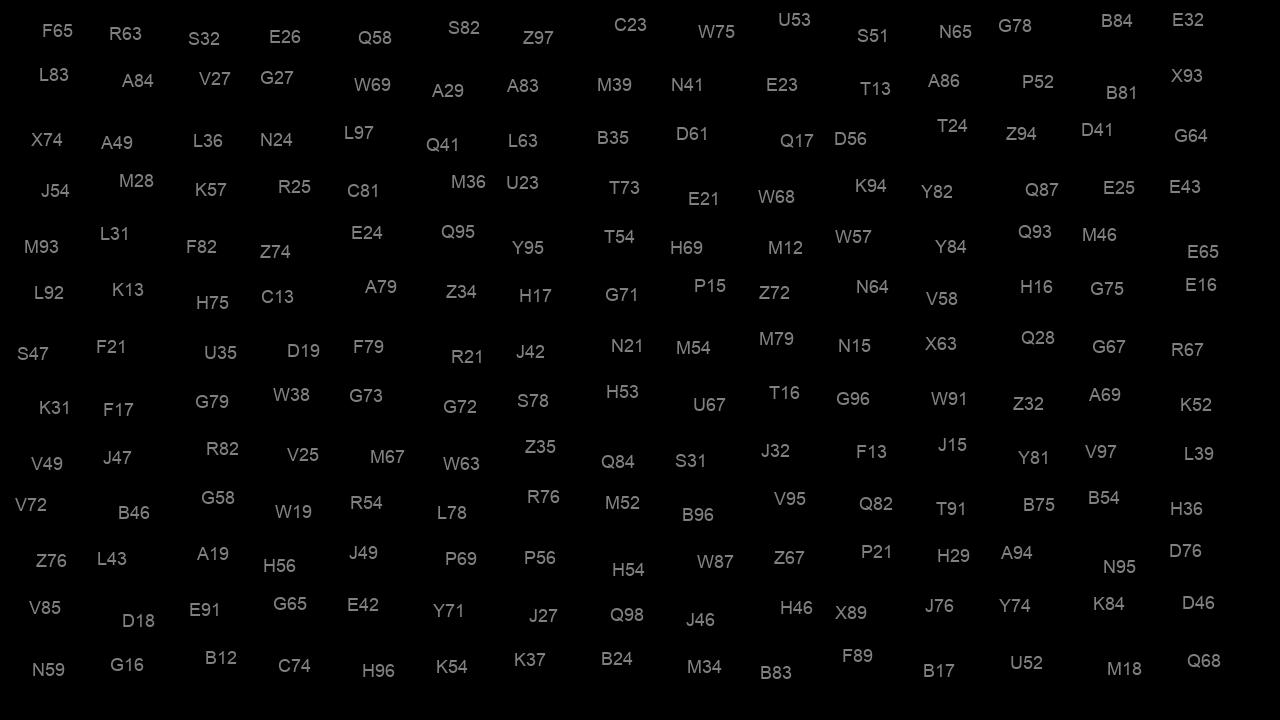 F65 R63 S32 E26 Q58 S82 Z97 C23 W75 U53 S51 N65 G78 B84 E32
L83 A84 V27 G27 W69 A29 A83 M39 N41 E23 T13 A86 P52 B81 X93
X74 A49 L36 N24 L97 Q41 L63 B35 D61 Q17 D56 T24 Z94 D41 G64
J54 M28 K57 R25 C81 M36 U23 T73 E21 W68 K94 Y82 Q87 E25 E43
M93 L31 F82 Z74 E24 Q95 Y95 T54 H69 M12 W57 Y84 Q93 M46 E65
L92 K13 H75 C13 A79 Z34 H17 G71 P15 Z72 N64 V58 H16 G75 E16
S47 F21 U35 D19 F79 R21 J42 N21 M54 M79 N15 X63 Q28 G67 R67
K31 F17 G79 W38 G73 G72 S78 H53 U67 T16 G96 W91 Z32 A69 K52
V49 J47 R82 V25 M67 W63 Z35 Q84 S31 J32 F13 J15 Y81 V97 L39
V72 B46 G58 W19 R54 L78 R76 M52 B96 V95 Q82 T91 B75 B54 H36
Z76 L43 A19 H56 J49 P69 P56 H54 W87 Z67 P21 H29 A94 N95 D76
V85 D18 E91 G65 E42 Y71 J27 Q98 J46 H46 X89 J76 Y74 K84 D46
N59 G16 B12 C74 H96 K54 K37 B24 M34 B83 F89 B17 U52 M18 Q68